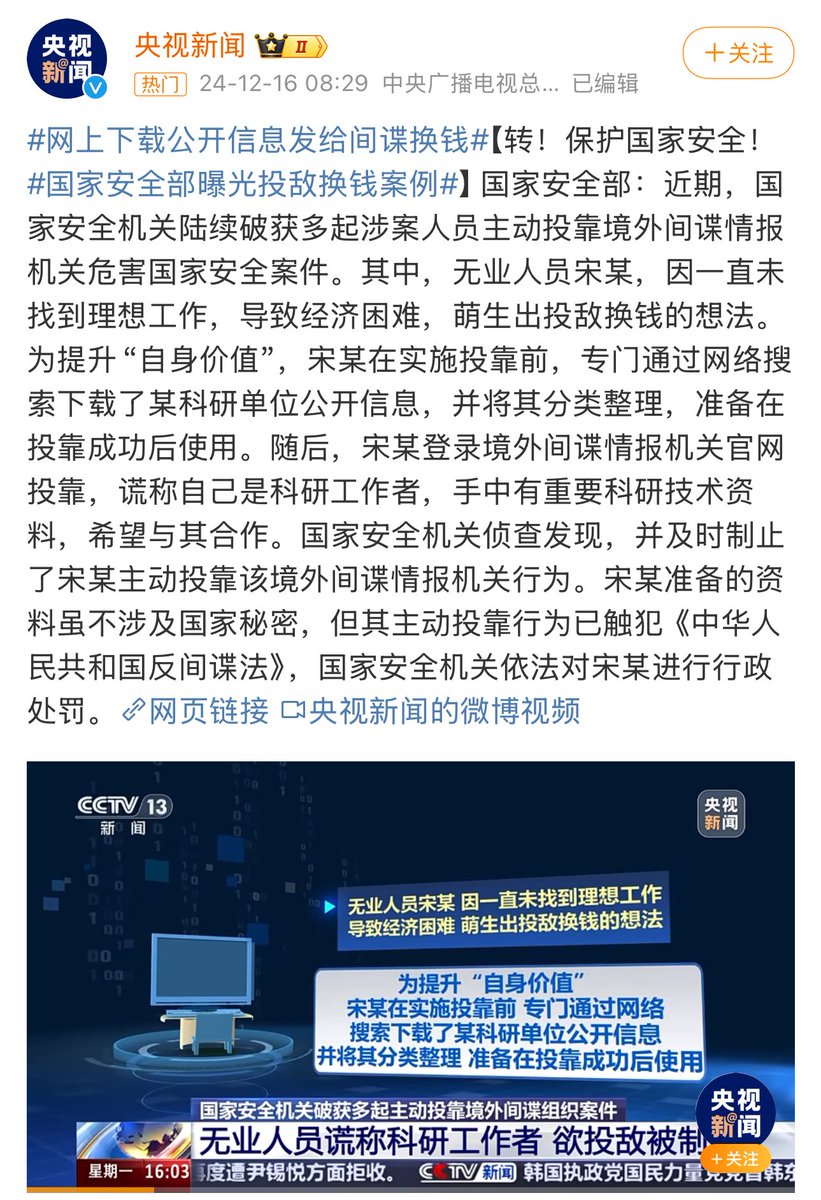 央视新闻 II
+关注
热门 24-12-16 08:29 中央广播电视总... 已编辑
#网上下载公开信息发给间谍换钱#【转！保护国家安全！
#国家安全部曝光投敌换钱案例#】国家安全部：近期，国
家安全机关陆续破获多起涉案人员主动投靠境外间谍情报
机关危害国家安全案件。其中，无业人员宋某，因一直未
找到理想工作，导致经济困难，萌生出投敌换钱的想法。
为提升“自身价值”，宋某在实施投靠前，专门通过网络搜
索下载了某科研单位公开信息，并将其分类整理，准备在
投靠成功后使用。随后，宋某登录境外间谍情报机关官网
投靠，谎称自己是科研工作者，手中有重要科研技术资
料，希望与其合作。国家安全机关侦查发现，并及时制止
了宋某主动投靠该境外间谍情报机关行为。宋某准备的资
料虽不涉及国家秘密，但其主动投靠行为已触犯《中华人
民共和国反间谍法》，国家安全机关依法对宋某进行行政
处罚。网页链接 央视新闻的微博视频
CCTV 13
新闻
央视
新闻
无业人员宋某 因一直未找到理想工作
导致经济困难 萌生出投敌换钱的想法
为提升“自身价值”
宋某在实施投靠前 专门通过网络
搜索下载了某科研单位公开信息
并将其分类整理 准备在投靠成功后使用
国家安全机关破获多起主动投靠境外间谍组织案件
无业人员谎称科研工作者 欲投敌被制
央视
新闻
+关注
星期一 16:03 再度遭尹锡悦方面拒收。 CCTV新闻 韩国执政党国民力量党党首韩东